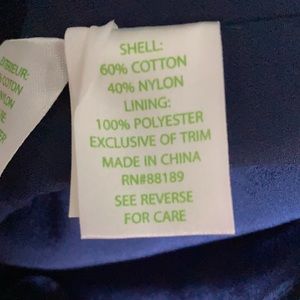 SHELL:
60% COTTON
40% NYLON
LINING:
100% POLYESTER
EXCLUSIVE OF TRIM
MADE IN CHINA
RN#88189
SEE REVERSE
FOR CARE